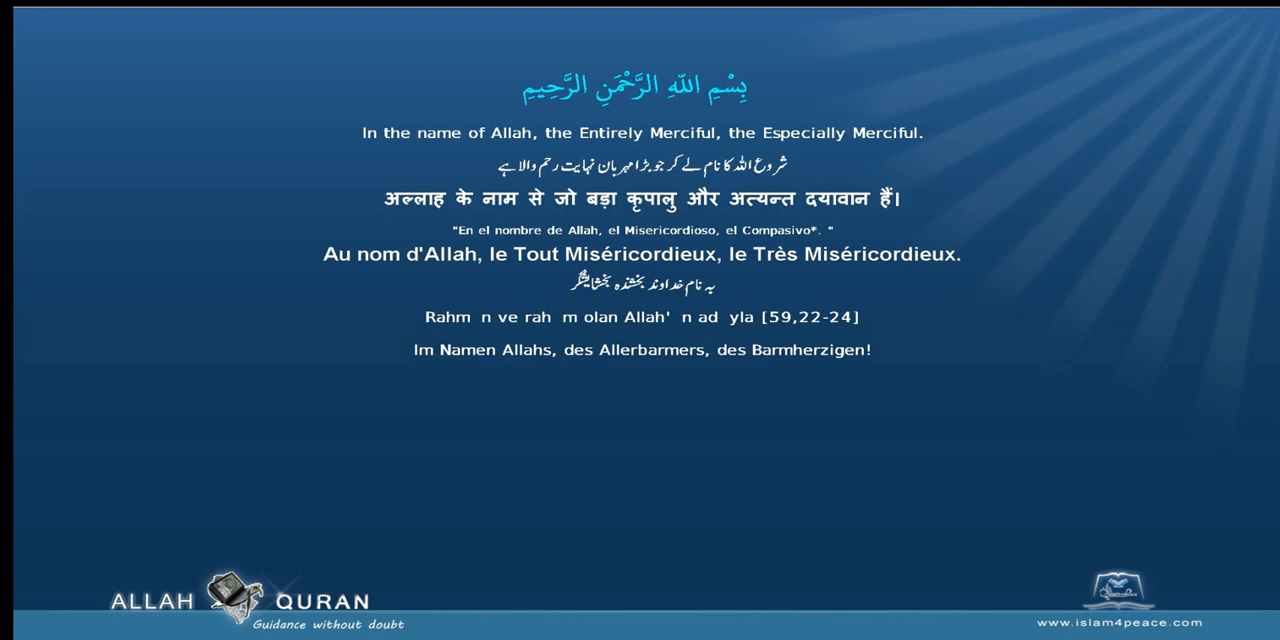 بِسْمِ اللّهِ الرَّحْمَنِ الرَّحِيمِ
In the name of Allah, the Entirely Merciful, the Especially Merciful.
شروع اللہ کا نام لے کر جو بڑا مہربان نہایت رحم والا ہے
अल्लाह के नाम से जो बड़ा कृपालु और अत्यन्त दयावान हैं।
"En el nombre de Allah, el Misericordioso, el Compasivo*. "
Au nom d'Allah, le Tout Miséricordieux, le Très Miséricordieux.
به نام خداوند بخشنده بخشایشگر
Rahm n ve rah m olan Allah' n ad yla [59,22-24]
Im Namen Allahs, des Allerbarmers, des Barmherzigen!
ALLAH QURAN
Guidance without doubt
www.islam4peace.com